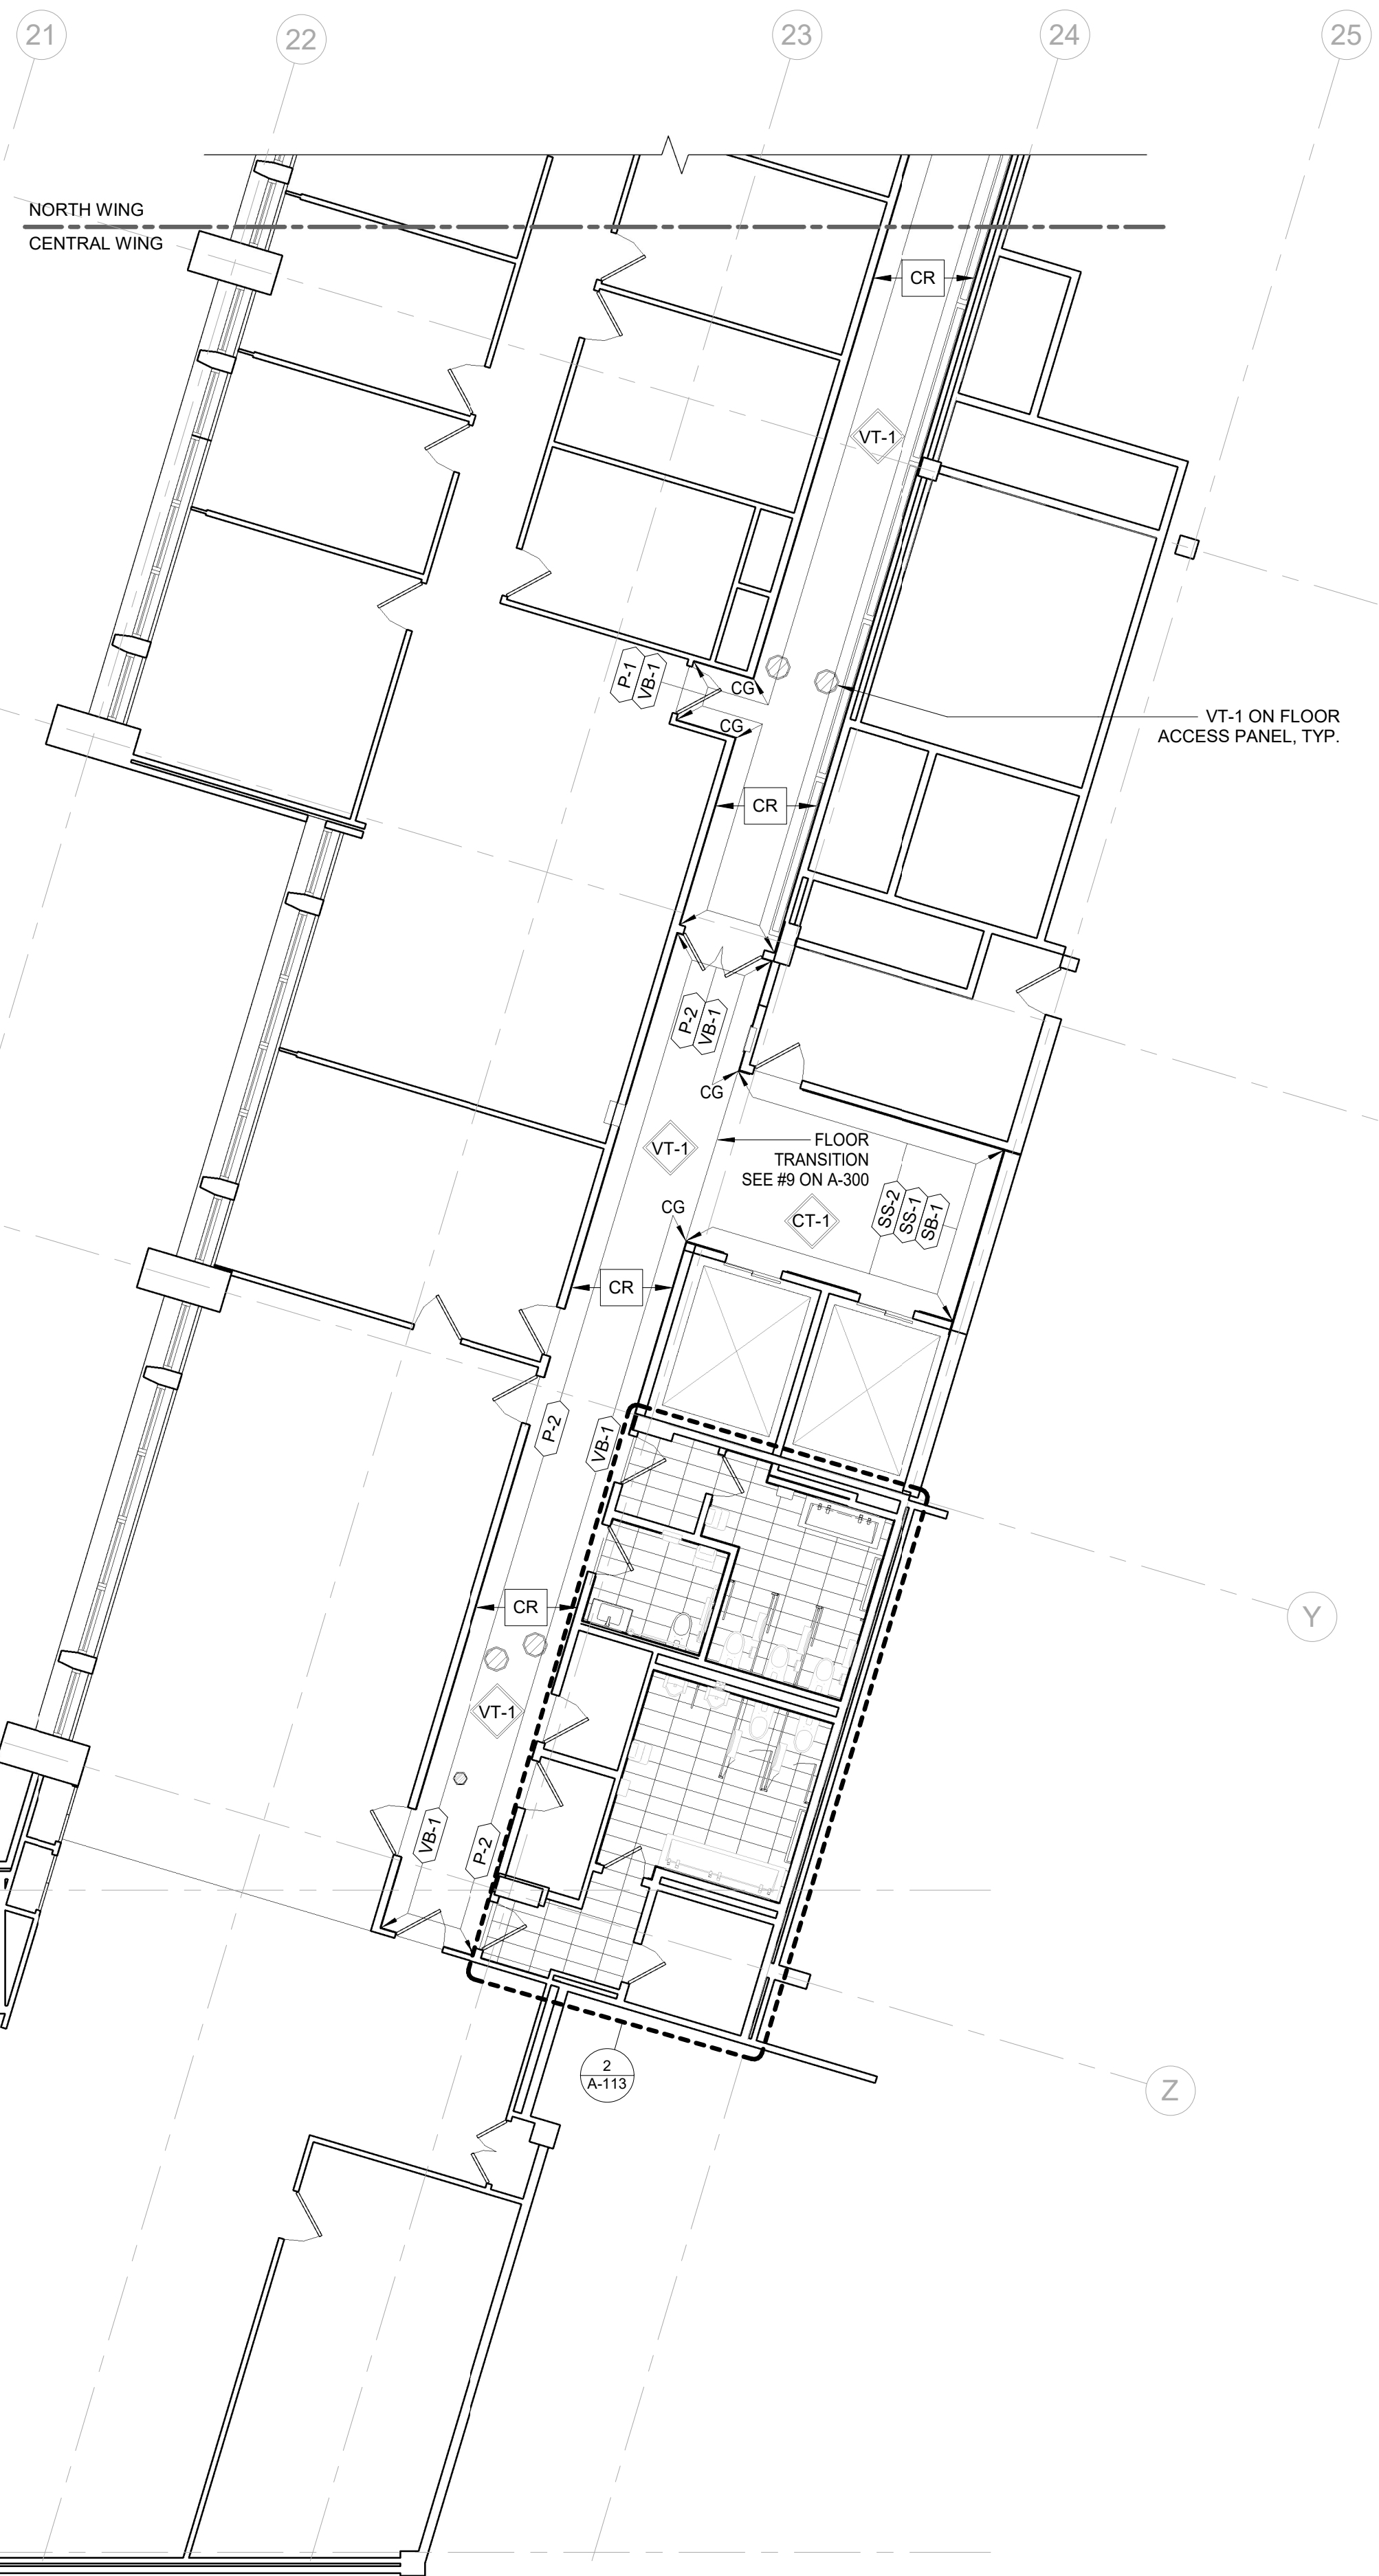 21
22
23
24
25
NORTH WING
CENTRAL WING
CR
VT-1
P-1
VB-1
CG
CG
VT-1 ON FLOOR
ACCESS PANEL, TYP.
CR
P-2
VB-1
CG
VT-1
FLOOR
TRANSITION
SEE #9 ON A-300
CG
CT-1
SS-2
SS-1
SB-1
CR
P-2
VB-1
CR
Y
VT-1
VB-1
P-2
2
A-113
Z